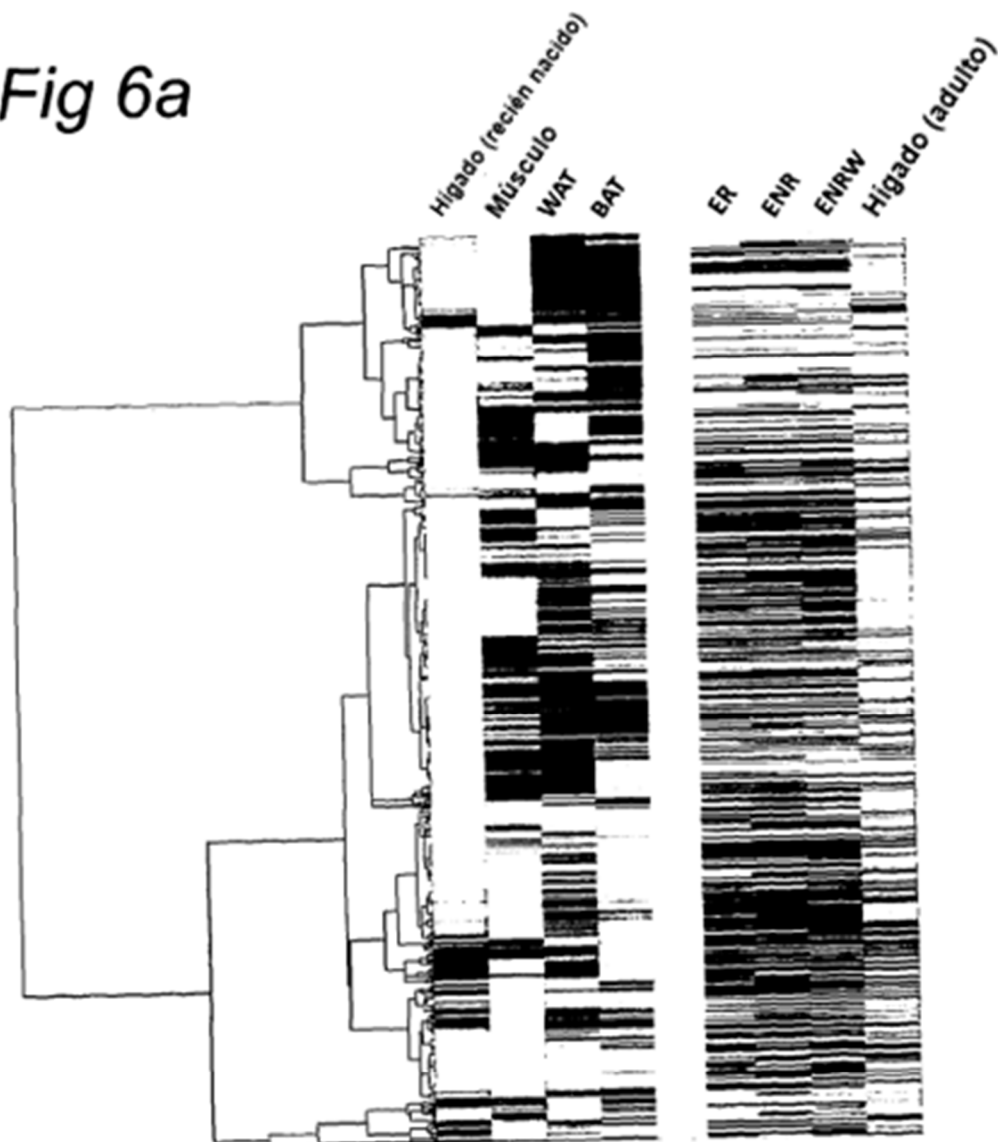 Fig 6a
Hígado (recién nacido)
Músculo
WAT
BAT
ER
ENR
ENRW
Hígado (adulto)